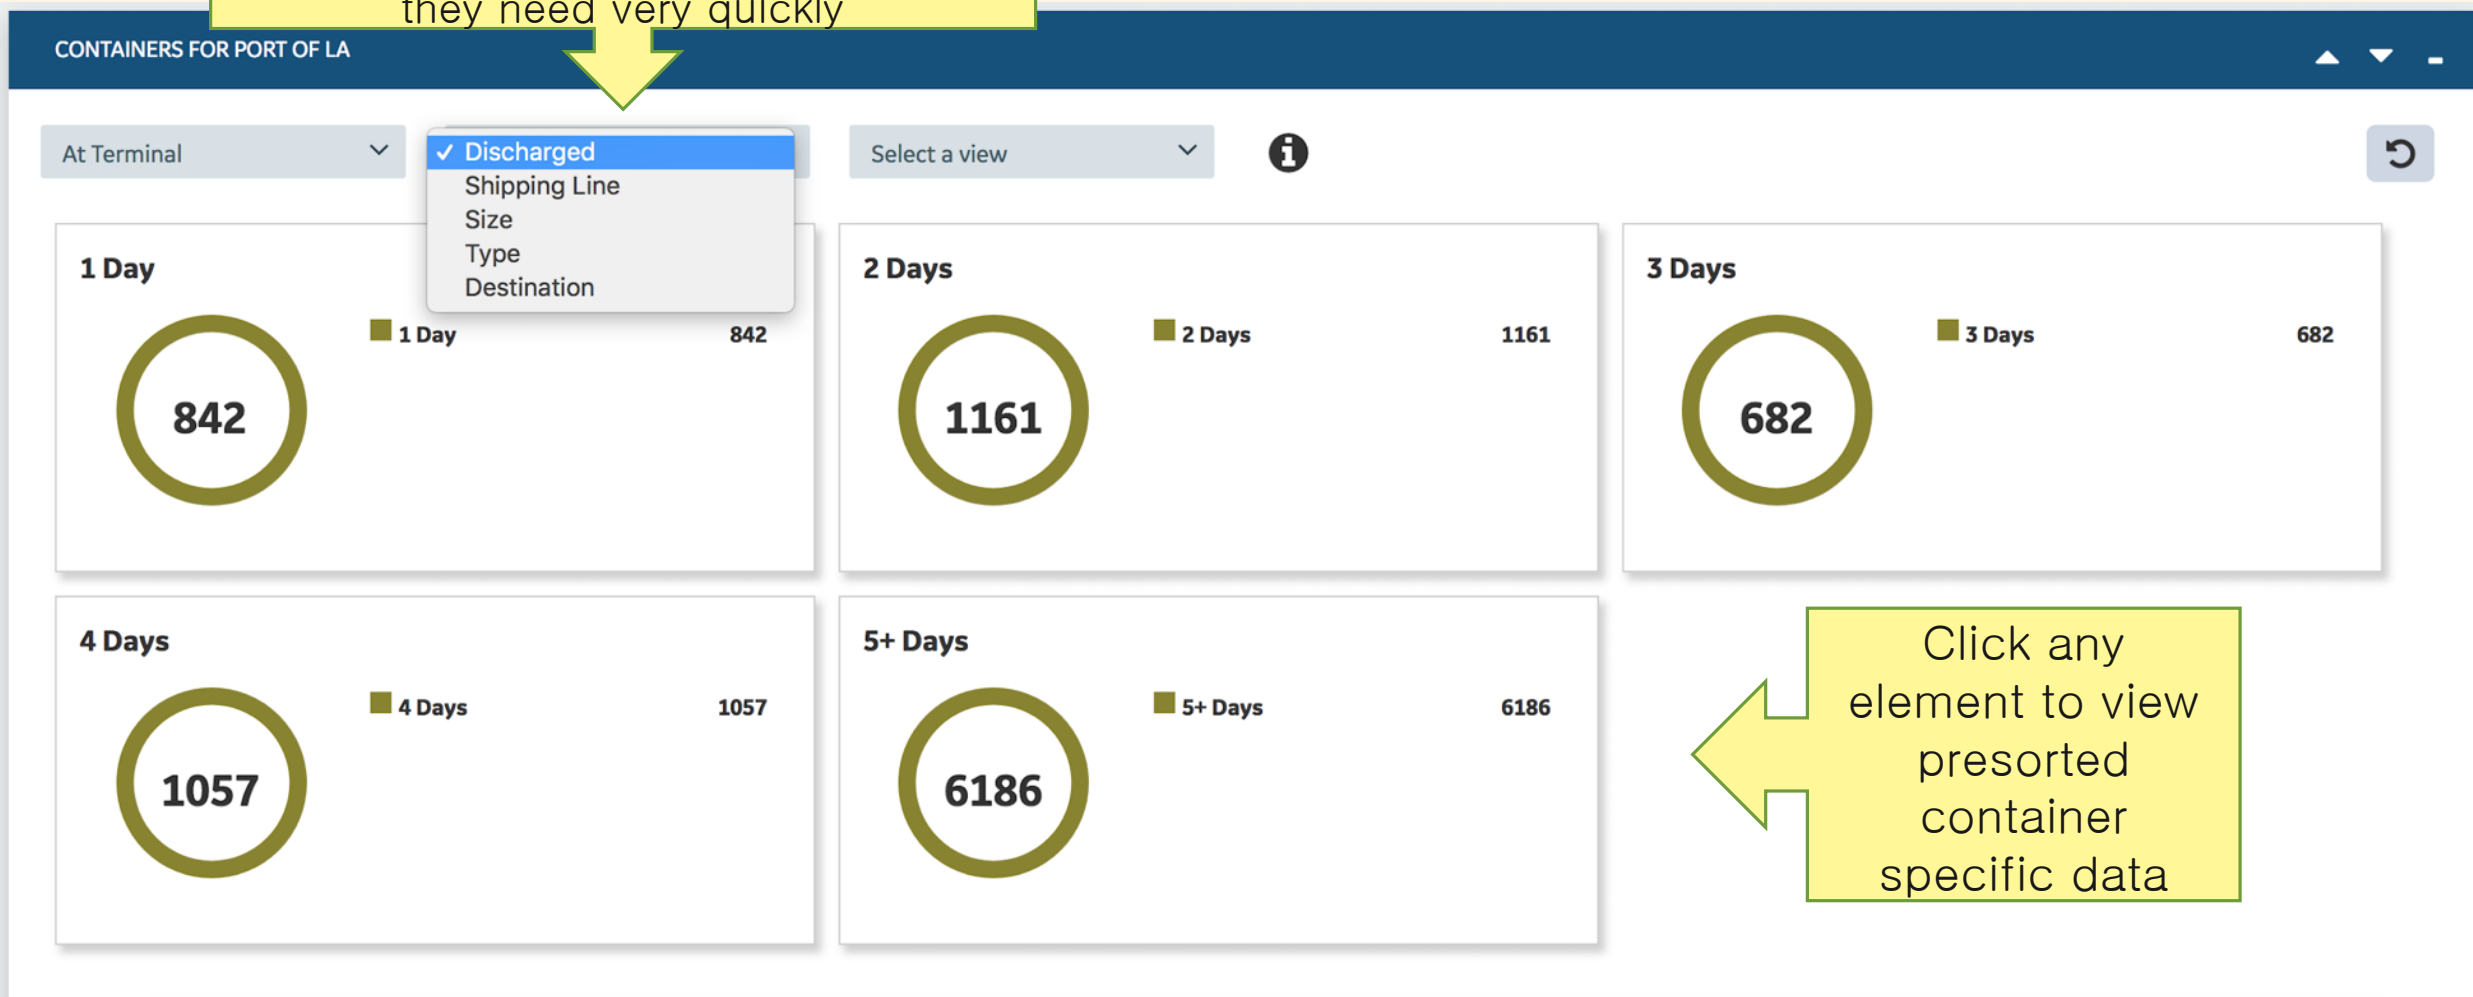 they need very quickly
CONTAINERS FOR PORT OF LA
At Terminal
Discharged
Shipping Line
Size
Type
Destination
Select a view
1 Day
1 Day 842
842
2 Days
2 Days 1161
1161
3 Days
3 Days 682
682
4 Days
4 Days 1057
1057
5+ Days
5+ Days 6186
6186
Click any
element to view
presorted
container
specific data